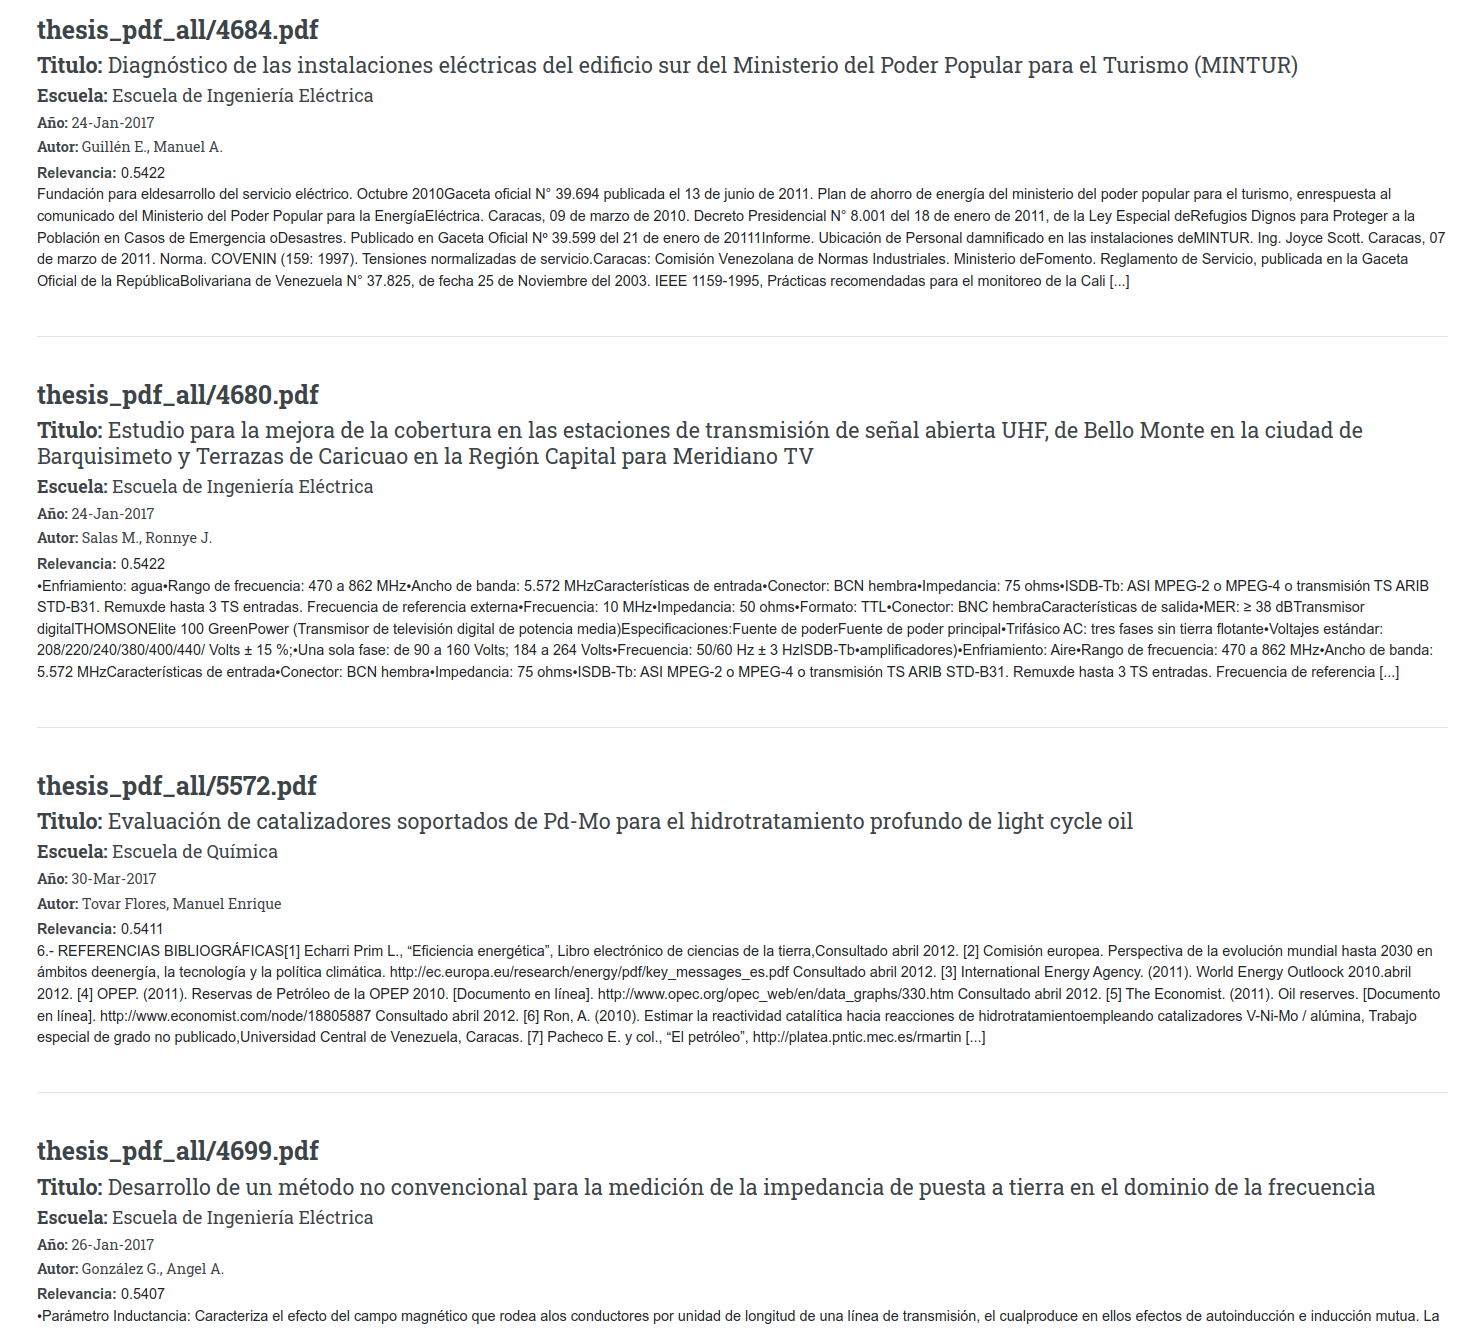 thesis_pdf_all/4684.pdf
Titulo: Diagnóstico de las instalaciones eléctricas del edificio sur del Ministerio del Poder Popular para el Turismo (MINTUR)
Escuela: Escuela de Ingeniería Eléctrica
Año: 24-Jan-2017
Autor: Guillén E., Manuel A.
Relevancia: 0.5422
Fundación para eldesarrollo del servicio eléctrico. Octubre 2010Gaceta oficial N° 39.694 publicada el 13 de junio de 2011. Plan de ahorro de energía del ministerio del poder popular para el turismo, enrespuesta al
comunicado del Ministerio del Poder Popular para la EnergíaEléctrica. Caracas, 09 de marzo de 2010. Decreto Presidencial N° 8.001 del 18 de enero de 2011, de la Ley Especial deRefugios Dignos para Proteger a la
Población en Casos de Emergencia oDesastres. Publicado en Gaceta Oficial Nº 39.599 del 21 de enero de 20111Informe. Ubicación de Personal damnificado en las instalaciones deMINTUR. Ing. Joyce Scott. Caracas, 07
de marzo de 2011. Norma. COVENIN (159: 1997). Tensiones normalizadas de servicio.Caracas: Comisión Venezolana de Normas Industriales. Ministerio deFomento. Reglamento de Servicio, publicada en la Gaceta
Oficial de la RepúblicaBolivariana de Venezuela N° 37.825, de fecha 25 de Noviembre del 2003. IEEE 1159-1995, Prácticas recomendadas para el monitoreo de la Cali [...]
thesis_pdf_all/4680.pdf
Titulo: Estudio para la mejora de la cobertura en las estaciones de transmisión de señal abierta UHF, de Bello Monte en la ciudad de
Barquisimeto y Terrazas de Caricuao en la Región Capital para Meridiano TV
Escuela: Escuela de Ingeniería Eléctrica
Año: 24-Jan-2017
Autor: Salas M., Ronnye J.
Relevancia: 0.5422
•Enfriamiento: agua•Rango de frecuencia: 470 a 862 MHz•Ancho de banda: 5.572 MHzCaracterísticas de entrada•Conector: BCN hembra•Impedancia: 75 ohms•ISDB-Tb: ASI MPEG-2 o MPEG-4 o transmisión TS ARIB
STD-B31. Remuxde hasta 3 TS entradas. Frecuencia de referencia externa•Frecuencia: 10 MHz•Impedancia: 50 ohms•Formato: TTL•Conector: BNC hembraCaracterísticas de salida•MER: ≥ 38 dBTransmisor
digitalTHOMSONElite 100 GreenPower (Transmisor de televisión digital de potencia media)Especificaciones:Fuente de poderFuente de poder principal•Trifásico AC: tres fases sin tierra flotante•Voltajes estándar:
208/220/240/380/400/440/ Volts ± 15 %;•Una sola fase: de 90 a 160 Volts; 184 a 264 Volts•Frecuencia: 50/60 Hz ± 3 HzISDB-Tb•amplificadores)•Enfriamiento: Aire•Rango de frecuencia: 470 a 862 MHz•Ancho de banda:
5.572 MHzCaracterísticas de entrada•Conector: BCN hembra•Impedancia: 75 ohms•ISDB-Tb: ASI MPEG-2 o MPEG-4 o transmisión TS ARIB STD-B31. Remuxde hasta 3 TS entradas. Frecuencia de referencia [...]
thesis_pdf_all/5572.pdf
Titulo: Evaluación de catalizadores soportados de Pd-Mo para el hidrotratamiento profundo de light cycle oil
Escuela: Escuela de Química
Año: 30-Mar-2017
Autor: Tovar Flores, Manuel Enrique
Relevancia: 0.5411
6.- REFERENCIAS BIBLIOGRÁFICAS[1] Echarri Prim L., “Eficiencia energética”, Libro electrónico de ciencias de la tierra,Consultado abril 2012. [2] Comisión europea. Perspectiva de la evolución mundial hasta 2030 en
ámbitos deenergía, la tecnología y la política climática. http://ec.europa.eu/research/energy/pdf/key_messages_es.pdf Consultado abril 2012. [3] International Energy Agency. (2011). World Energy Outloock 2010.abril
2012. [4] OPEP. (2011). Reservas de Petróleo de la OPEP 2010. [Documento en línea]. http://www.opec.org/opec_web/en/data_graphs/330.htm Consultado abril 2012. [5] The Economist. (2011). Oil reserves. [Documento
en línea]. http://www.economist.com/node/18805887 Consultado abril 2012. [6] Ron, A. (2010). Estimar la reactividad catalítica hacia reacciones de hidrotratamientoempleando catalizadores V-Ni-Mo / alúmina, Trabajo
especial de grado no publicado,Universidad Central de Venezuela, Caracas. [7] Pacheco E. y col., “El petróleo”, http://platea.pntic.mec.es/rmartin [...]
thesis_pdf_all/4699.pdf
Titulo: Desarrollo de un método no convencional para la medición de la impedancia de puesta a tierra en el dominio de la frecuencia
Escuela: Escuela de Ingeniería Eléctrica
Año: 26-Jan-2017
Autor: González G., Angel A.
Relevancia: 0.5407
•Parámetro Inductancia: Caracteriza el efecto del campo magnético que rodea alos conductores por unidad de longitud de una línea de transmisión, el cualproduce en ellos efectos de autoinducción e inducción mutua. La